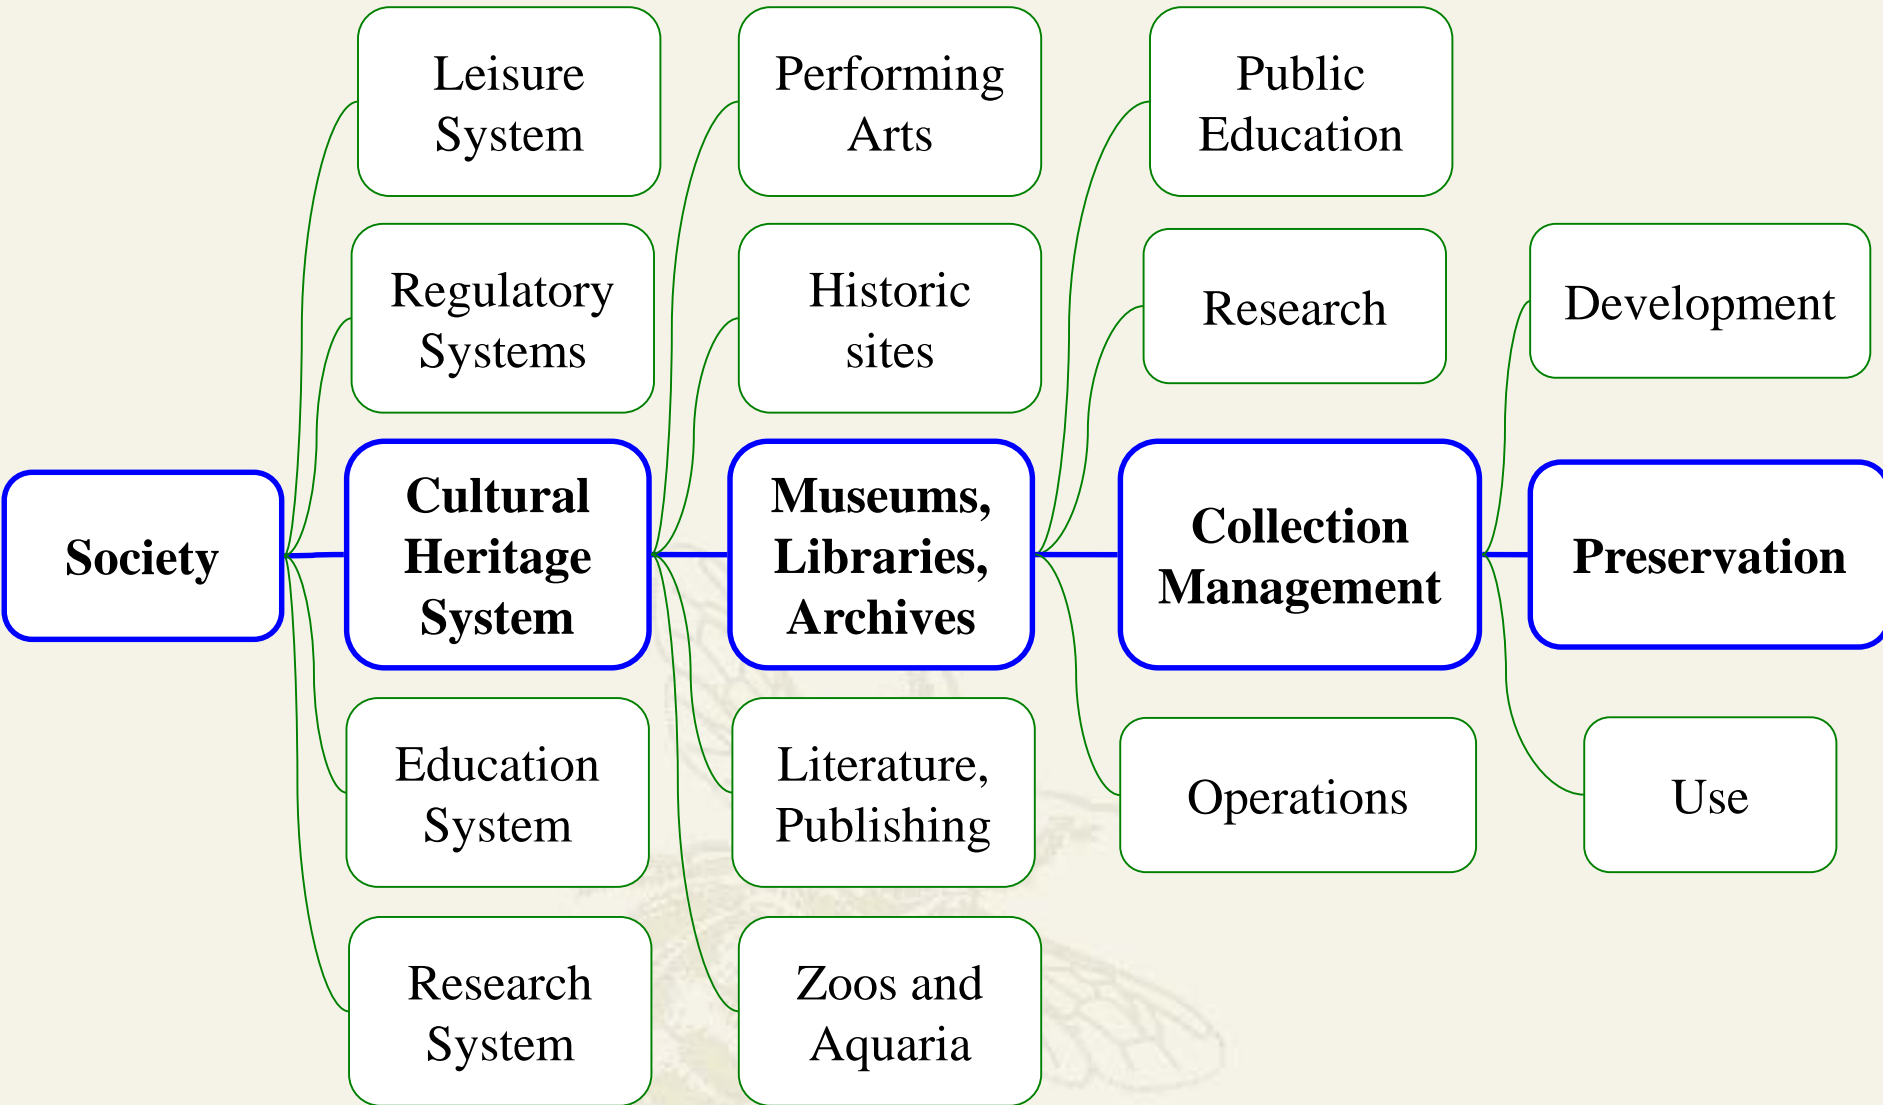 Society
Leisure
System
Regulatory
Systems
Cultural
Heritage
System
Education
System
Research
System
Performing
Arts
Historic
sites
Museums,
Libraries,
Archives
Literature,
Publishing
Zoos and
Aquaria
Public
Education
Research
Collection
Management
Operations
Development
Preservation
Use